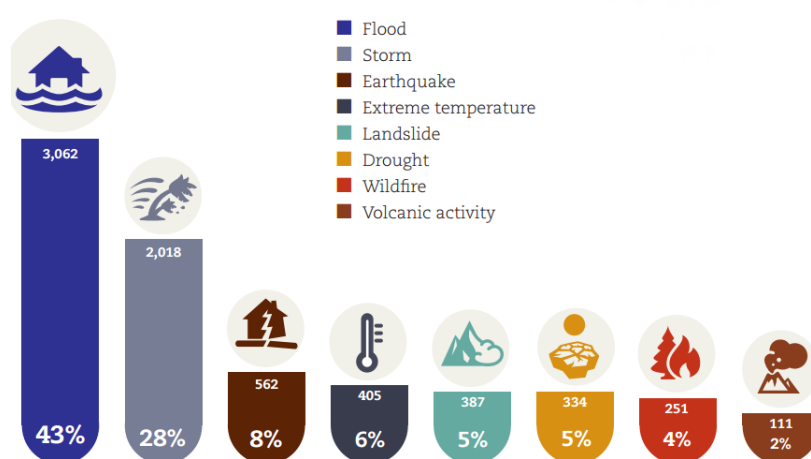 Flood
Storm
Earthquake
Extreme temperature
Landslide
Drought
Wildfire
Volcanic activity
3,062
43%
2,018
28%
562
8%
405
6%
387
5%
334
5%
251
4%
111
2%